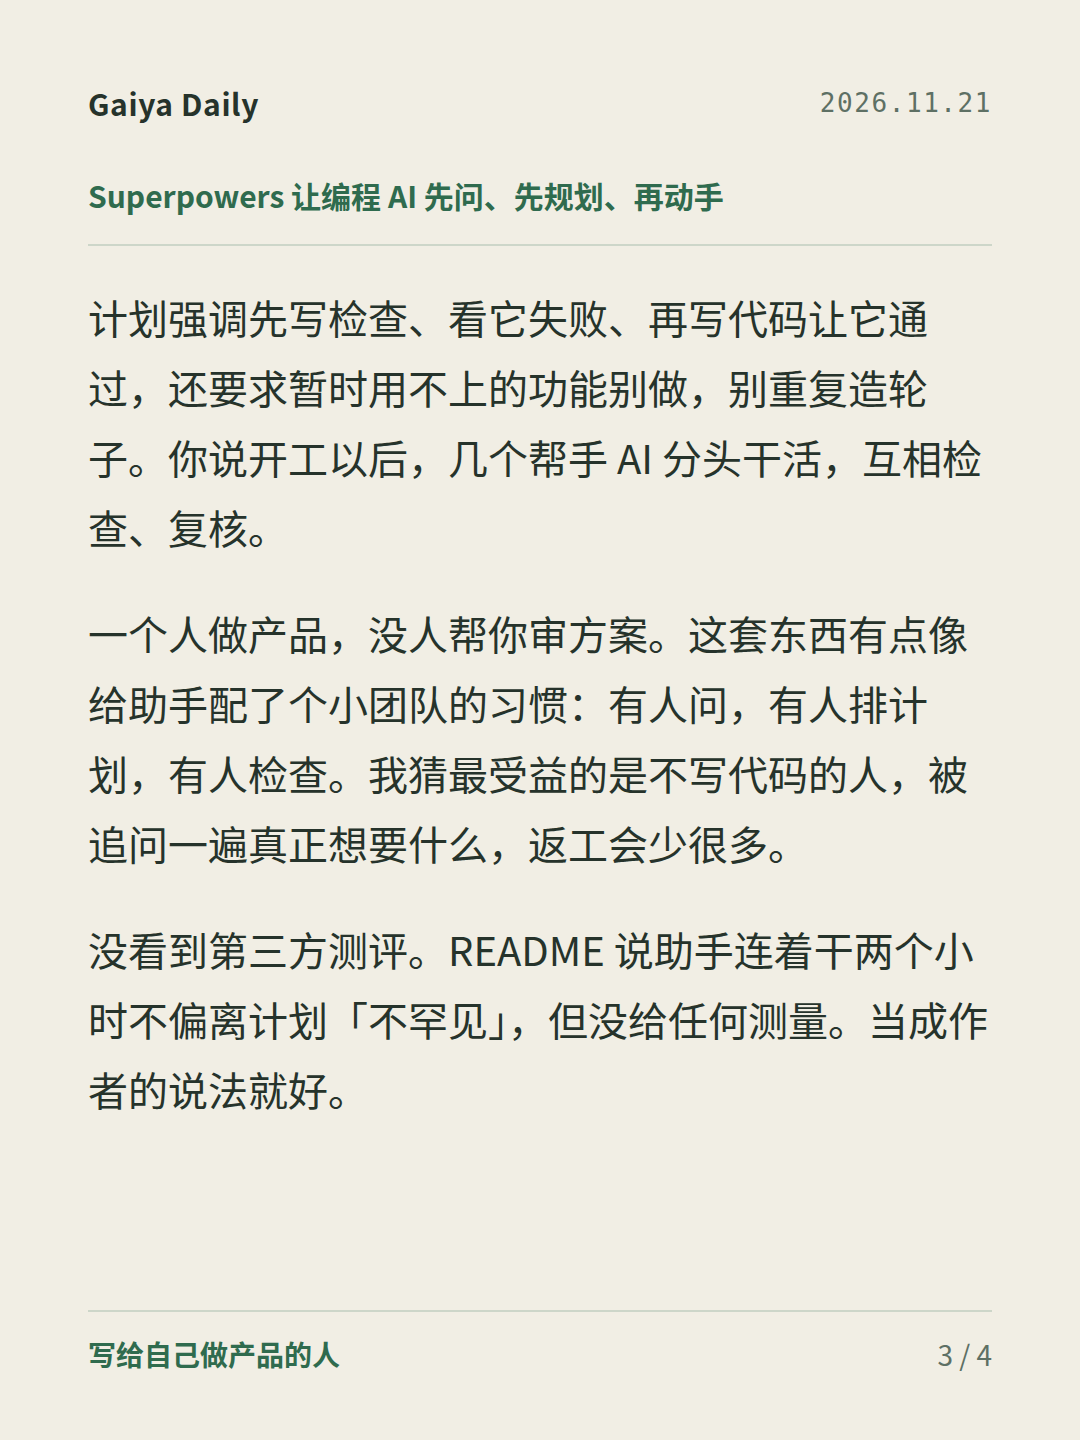 Gaiya Daily
2026.11.21
Superpowers 让编程 AI 先问、先规划、再动手
计划强调先写检查、看它失败、再写代码让它通
过，还要求暂时用不上的功能别做，别重复造轮
子。你说开工以后，几个帮手 AI 分头干活，互相检
查、复核。
一个人做产品，没人帮你审方案。这套东西有点像
给助手配了个小团队的习惯：有人问，有人排计
划，有人检查。我猜最受益的是不写代码的人，被
追问一遍真正想要什么，返工会少很多。
没看到第三方测评。README 说助手连着干两个小
时不偏离计划「不罕见」，但没给任何测量。当成作
者的说法就好。
写给自己做产品的人
3 / 4